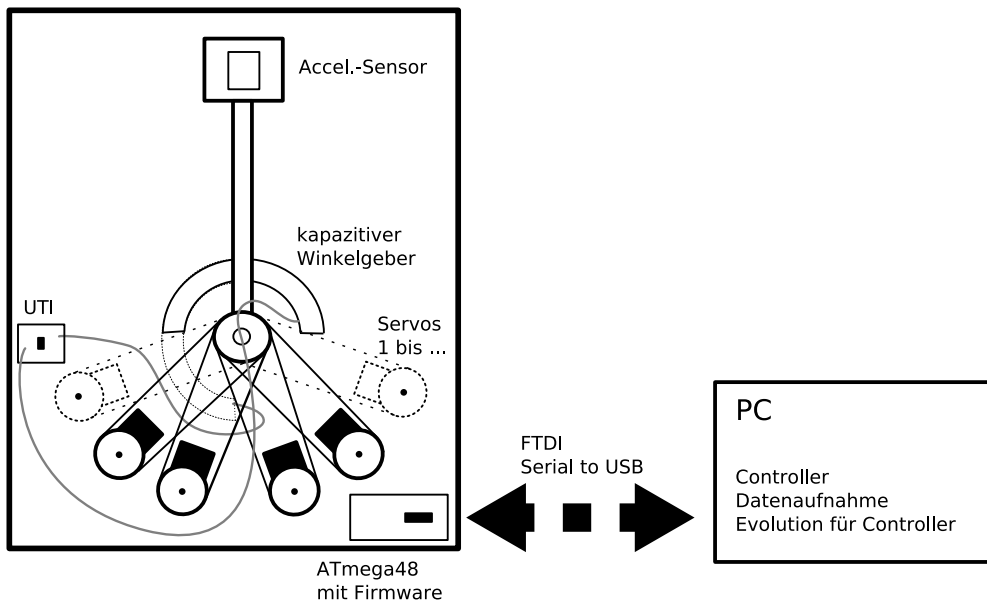 Accel.-Sensor
kapazitiver
Winkelgeber
UTI
Servos
1 bis ...
FTDI
Serial to USB
PC
Controller
Datenaufnahme
Evolution für Controller
ATmega48
mit Firmware